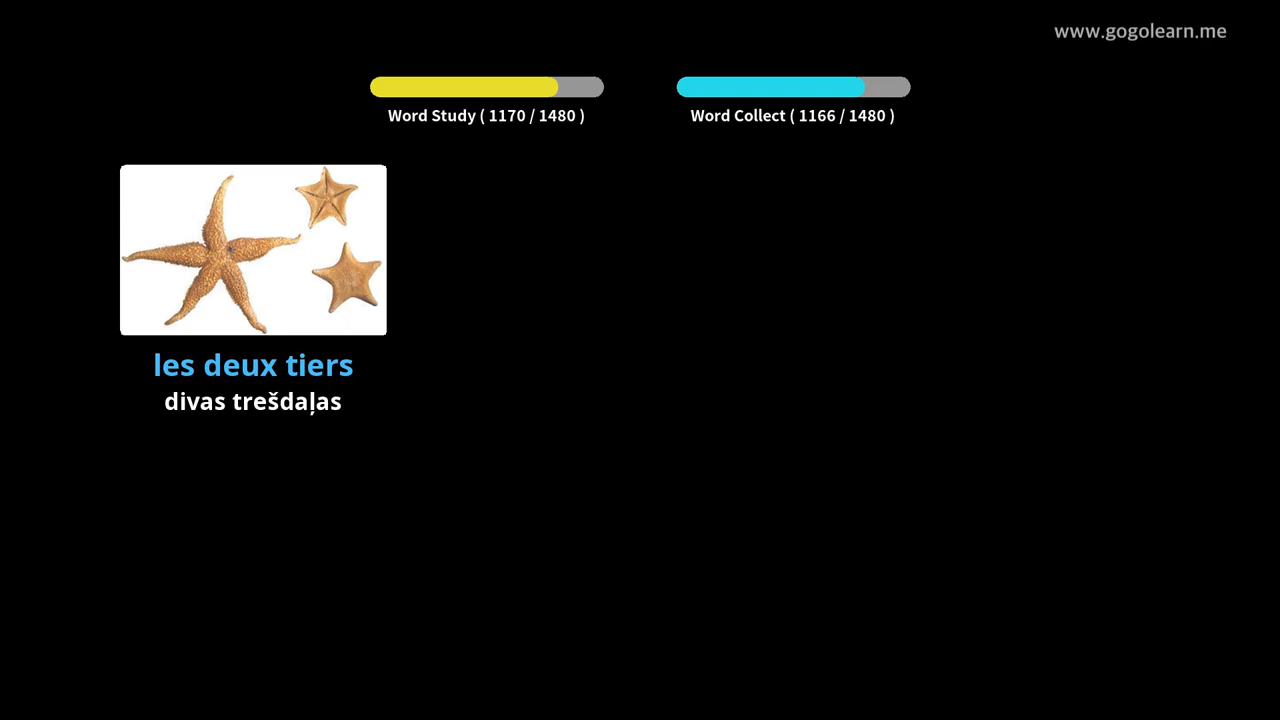 www.gogolearn.me
Word Study ( 1170 / 1480 )
Word Collect ( 1166 / 1480 )
les deux tiers
divas trešdaļas